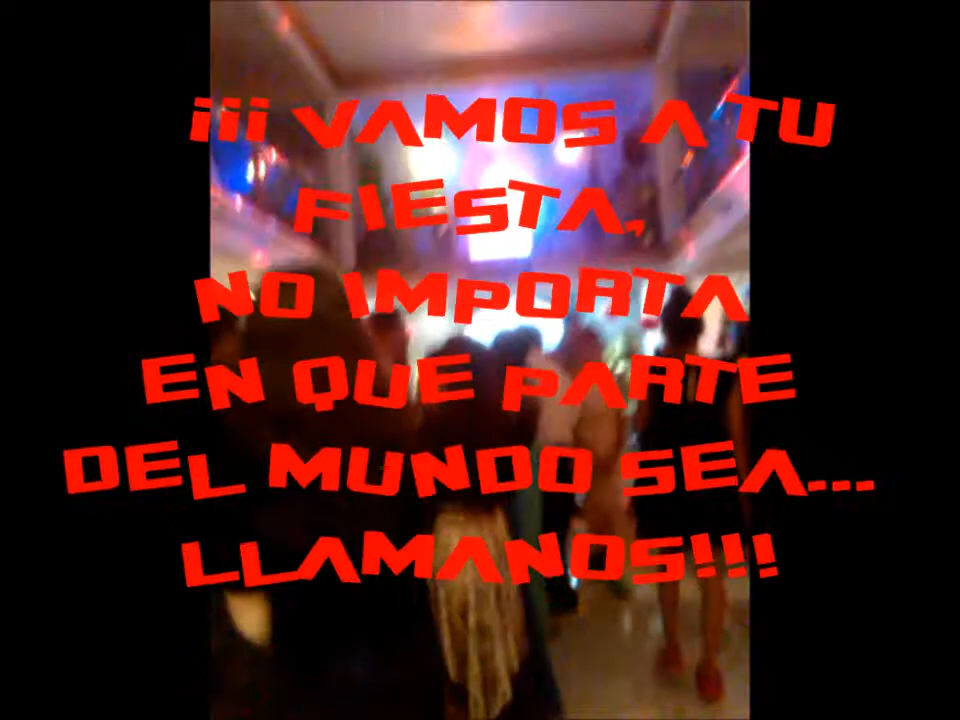 ¡¡¡ VAMOS A TU
FIESTA,
NO IMPORTA
EN QUE PARTE
DEL MUNDO SEA...
LLAMANOS!!!